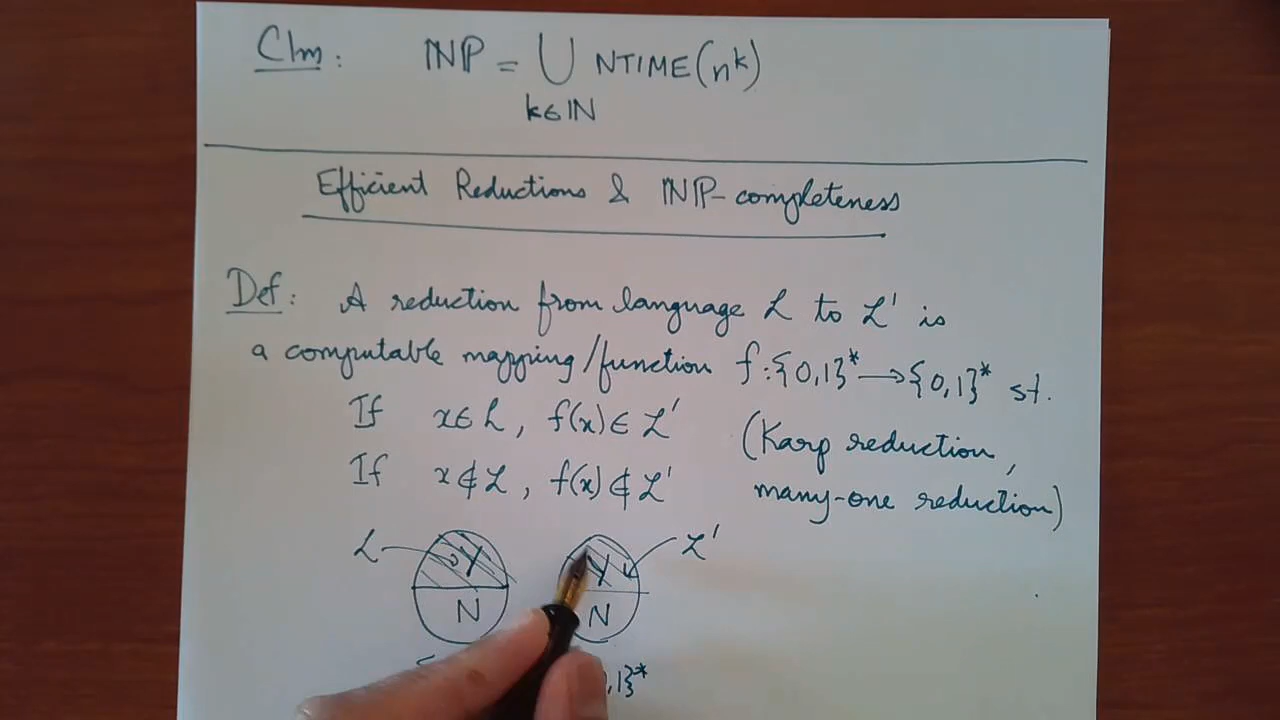 Clm: NP = ∪ NTIME(n^k)
k∈ℕ
Efficient Reductions & NP-completeness
Def: A reduction from language L to L' is
a computable mapping/function f:{0,1}* → {0,1}* st.
If x∈L, f(x)∈L' (Karp reduction,
If x∉L, f(x)∉L' many-one reduction)
L Y Y L'
N N
,1}*